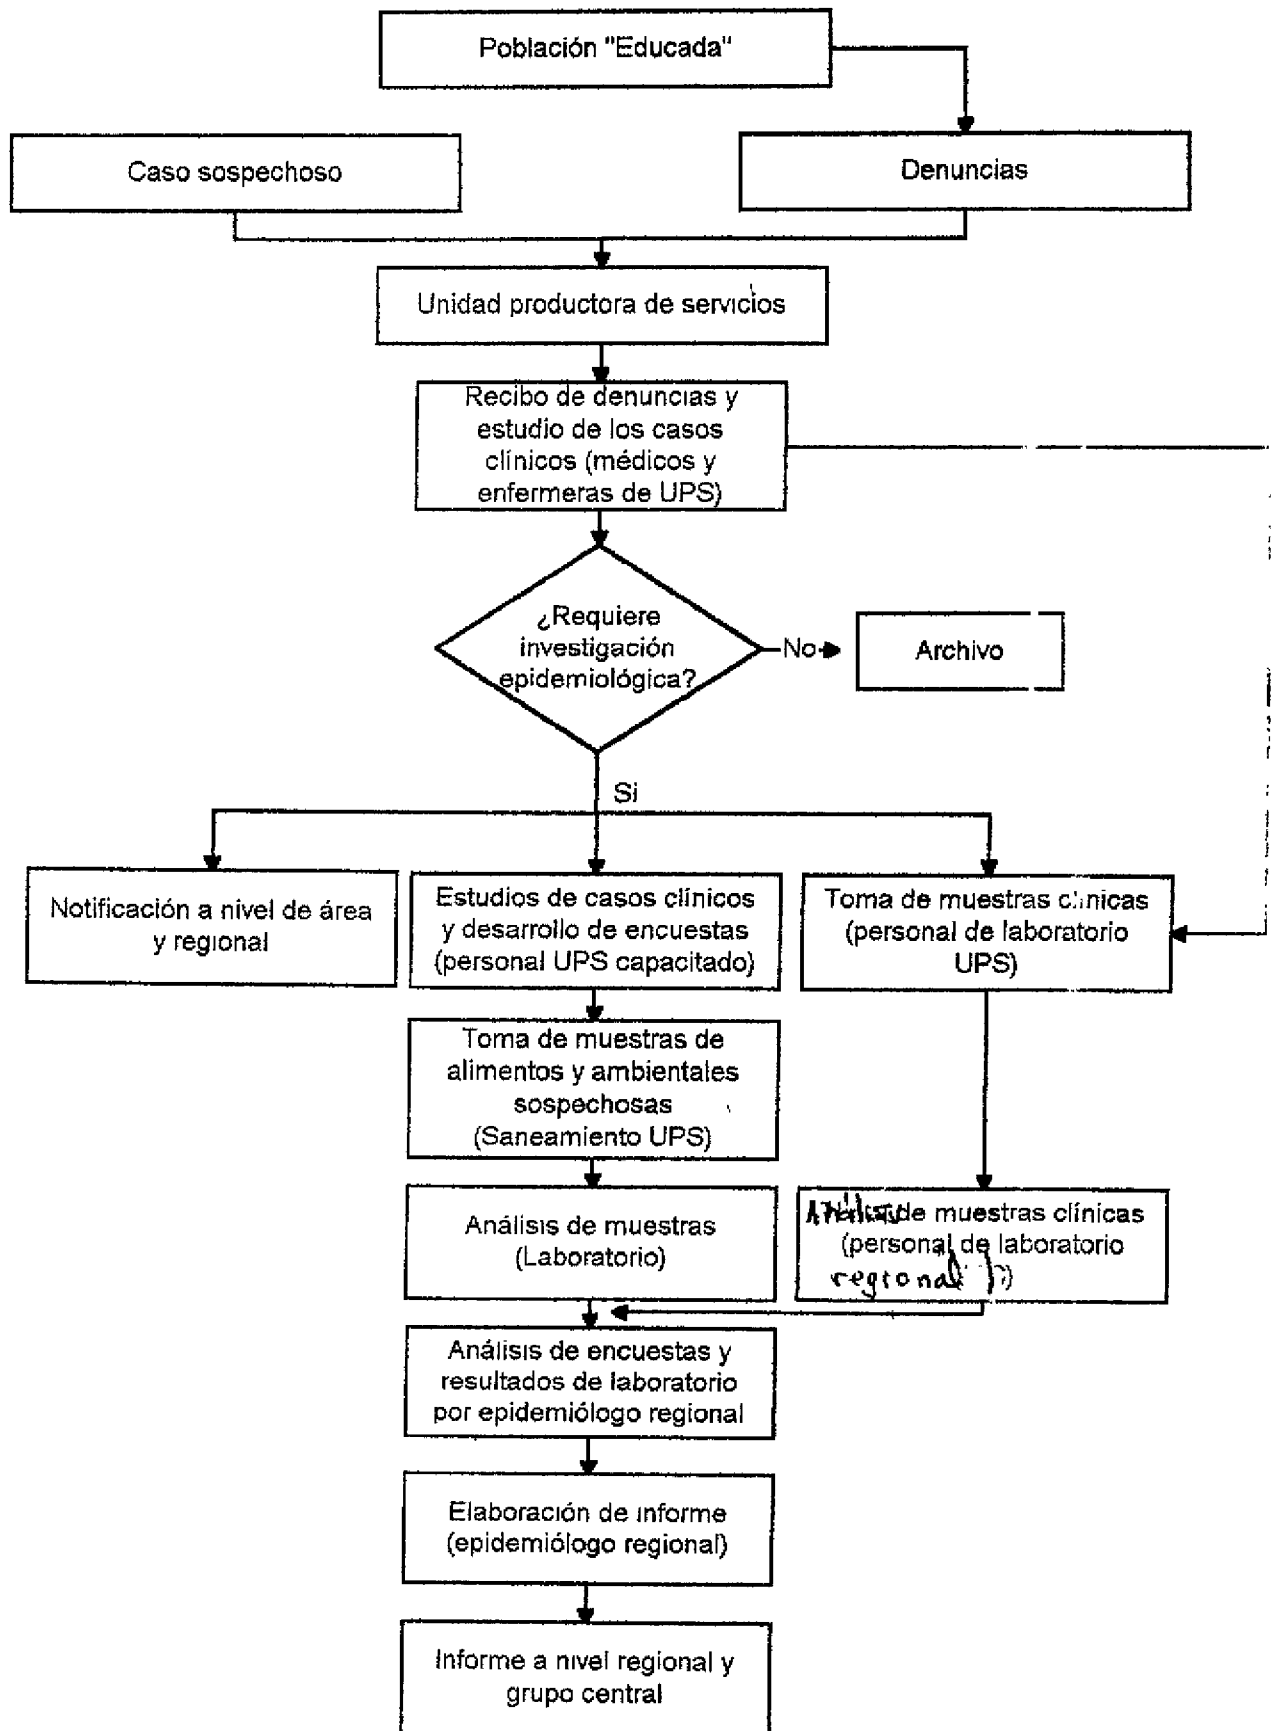 Población "Educada"
Caso sospechoso
Denuncias
Unidad productora de servicios
Recibo de denuncias y
estudio de los casos
clínicos (médicos y
enfermeras de UPS)
¿Requiere
investigación
epidemiológica?
No
Archivo
Si
Notificación a nivel de área
y regional
Estudios de casos clínicos
y desarrollo de encuestas
(personal UPS capacitado)
Toma de muestras clínicas
(personal de laboratorio
UPS)
Toma de muestras de
alimentos y ambientales
sospechosas
(Saneamiento UPS)
Análisis de muestras
(Laboratorio)
Análisis de muestras clínicas
(personal de laboratorio
regional)
Análisis de encuestas y
resultados de laboratorio
por epidemiólogo regional
Elaboración de informe
(epidemiólogo regional)
Informe a nivel regional y
grupo central